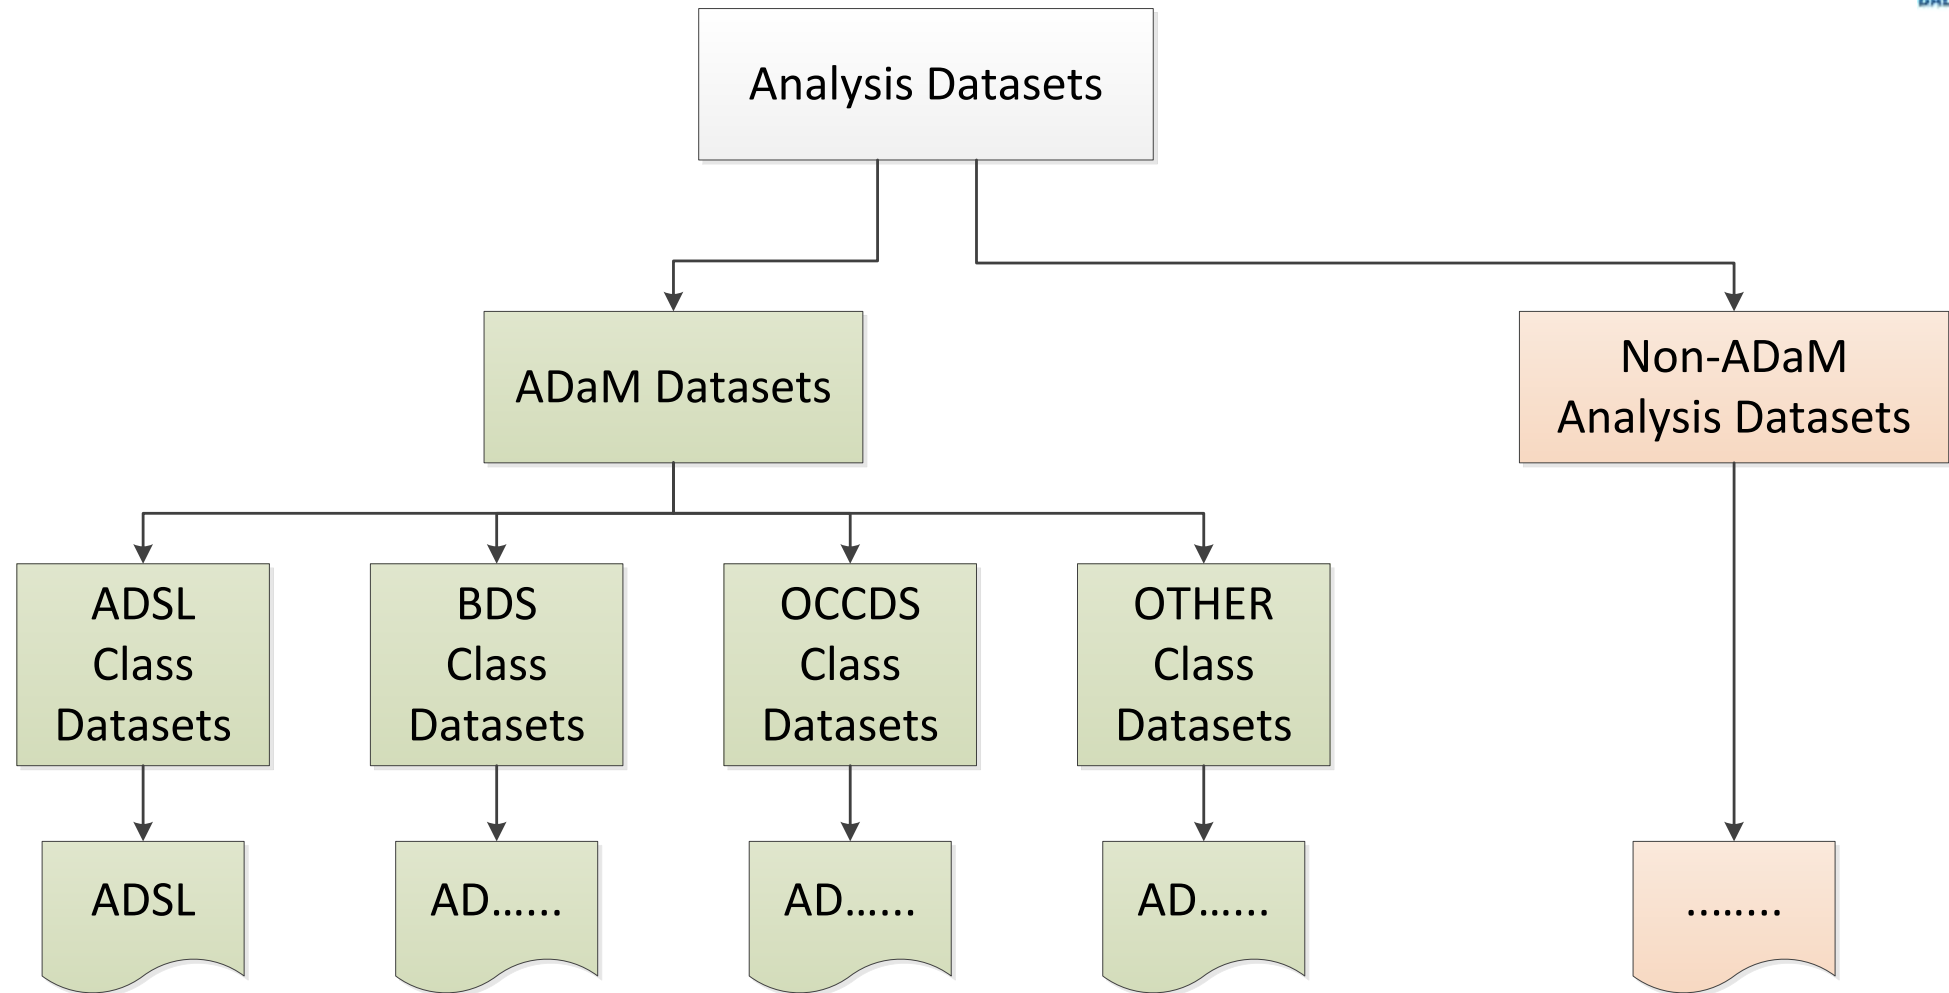 Analysis Datasets
ADaM Datasets
Non-ADaM
Analysis Datasets
ADSL
Class
Datasets
BDS
Class
Datasets
OCCDS
Class
Datasets
OTHER
Class
Datasets
ADSL
AD......
AD......
AD......
........